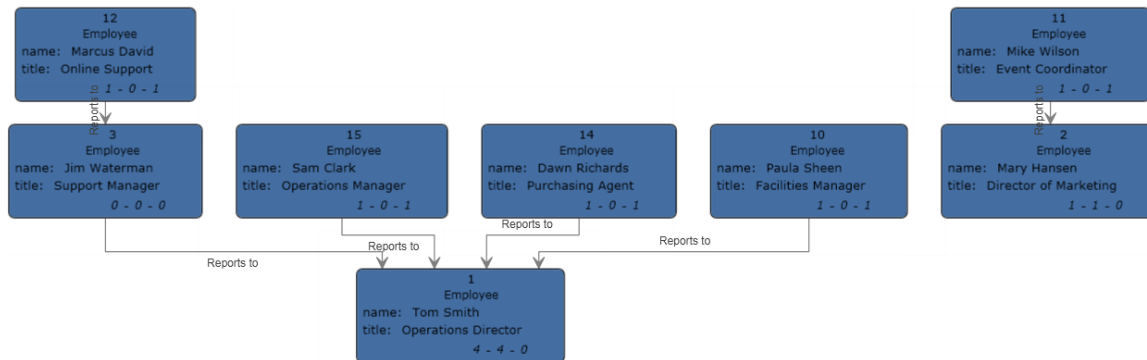 12
Employee
name: Marcus David
title: Online Support
1 - 0 - 1
11
Employee
name: Mike Wilson
title: Event Coordinator
1 - 0 - 1
Reports to
Reports to
3
Employee
name: Jim Waterman
title: Support Manager
0 - 0 - 0
15
Employee
name: Sam Clark
title: Operations Manager
1 - 0 - 1
14
Employee
name: Dawn Richards
title: Purchasing Agent
1 - 0 - 1
10
Employee
name: Paula Sheen
title: Facilities Manager
1 - 0 - 1
2
Employee
name: Mary Hansen
title: Director of Marketing
1 - 1 - 0
Reports to
Reports to
Reports to
Reports to
1
Employee
name: Tom Smith
title: Operations Director
4 - 4 - 0